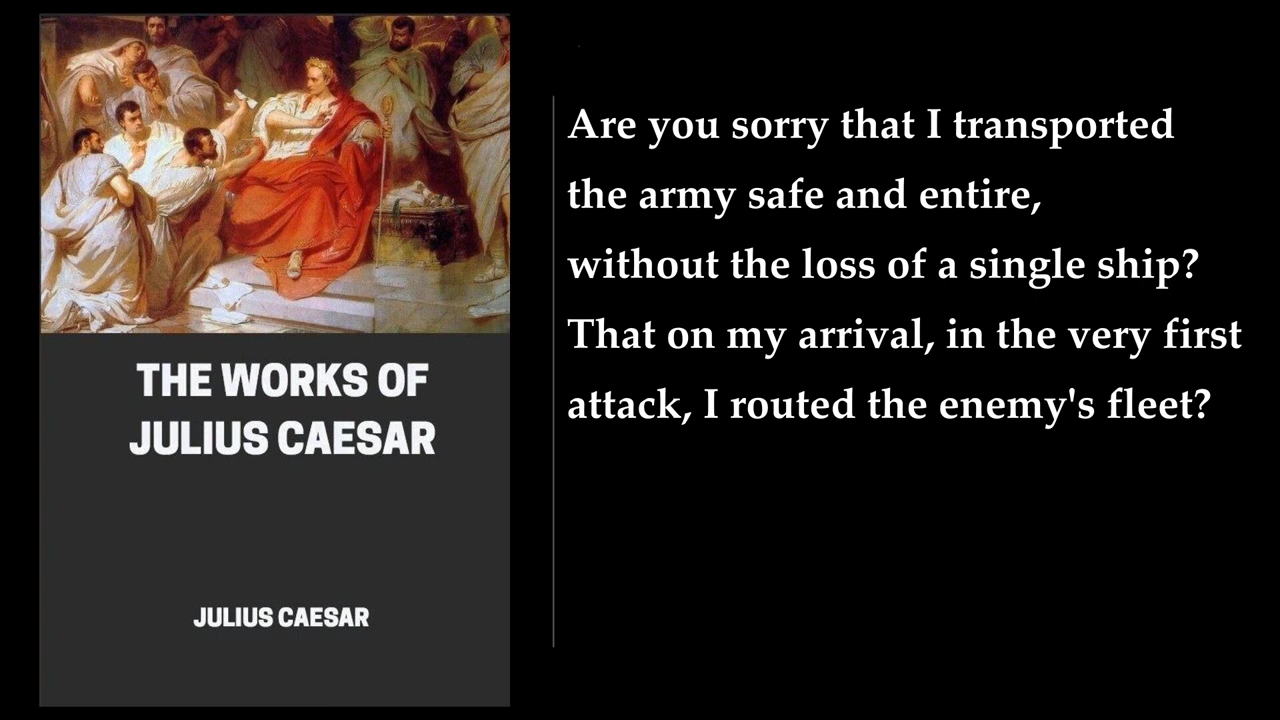 THE WORKS OF
JULIUS CAESAR
JULIUS CAESAR
Are you sorry that I transported
the army safe and entire,
without the loss of a single ship?
That on my arrival, in the very first
attack, I routed the enemy's fleet?